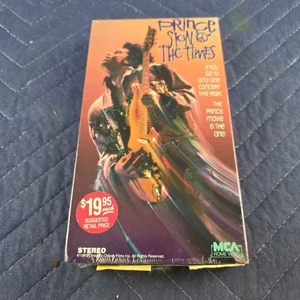 PRINCE
SIGN "☮" THE TIMES
IF YOU
GO TO
ONLY ONE
CONCERT
THIS YEAR,
THE
PRINCE
MOVIE
IS THE
ONE!
$19.95
each
SUGGESTED
RETAIL PRICE
STEREO
MCA
HOME VIDEO